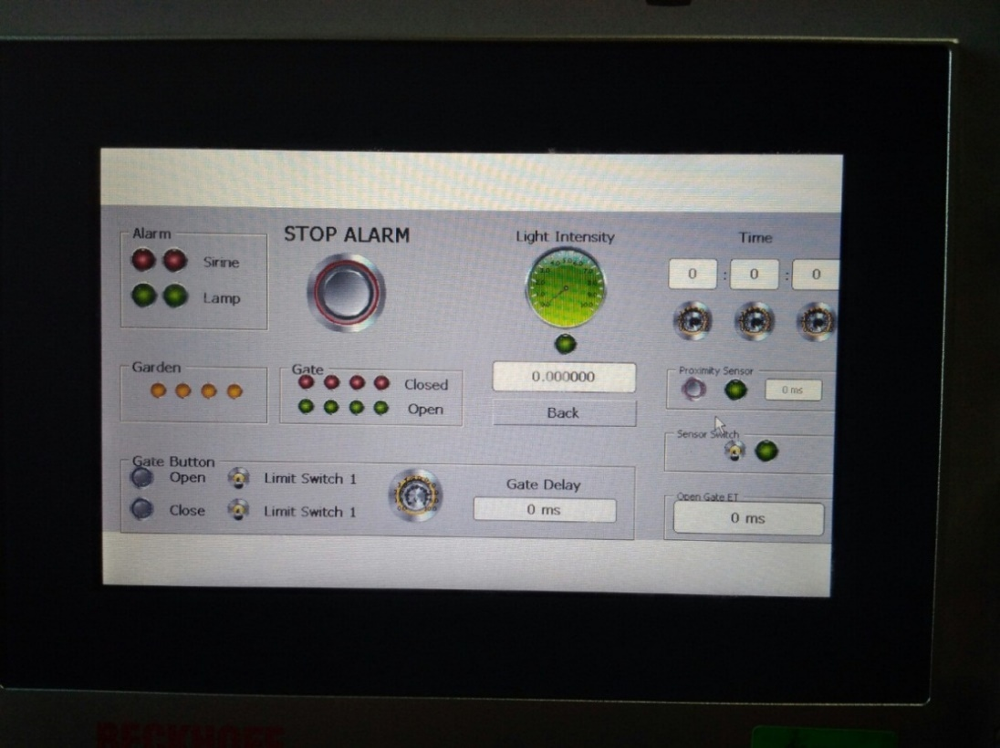 Alarm
Sirine
Lamp
STOP ALARM
Light Intensity
Time
0 : 0 : 0
Garden
Gate
Closed
Open
0.000000
Back
Proximity Sensor
0 ms
Sensor Switch
Gate Button
Open
Limit Switch 1
Close
Limit Switch 1
Gate Delay
0 ms
Open Gate ET
0 ms
BECKHOFF